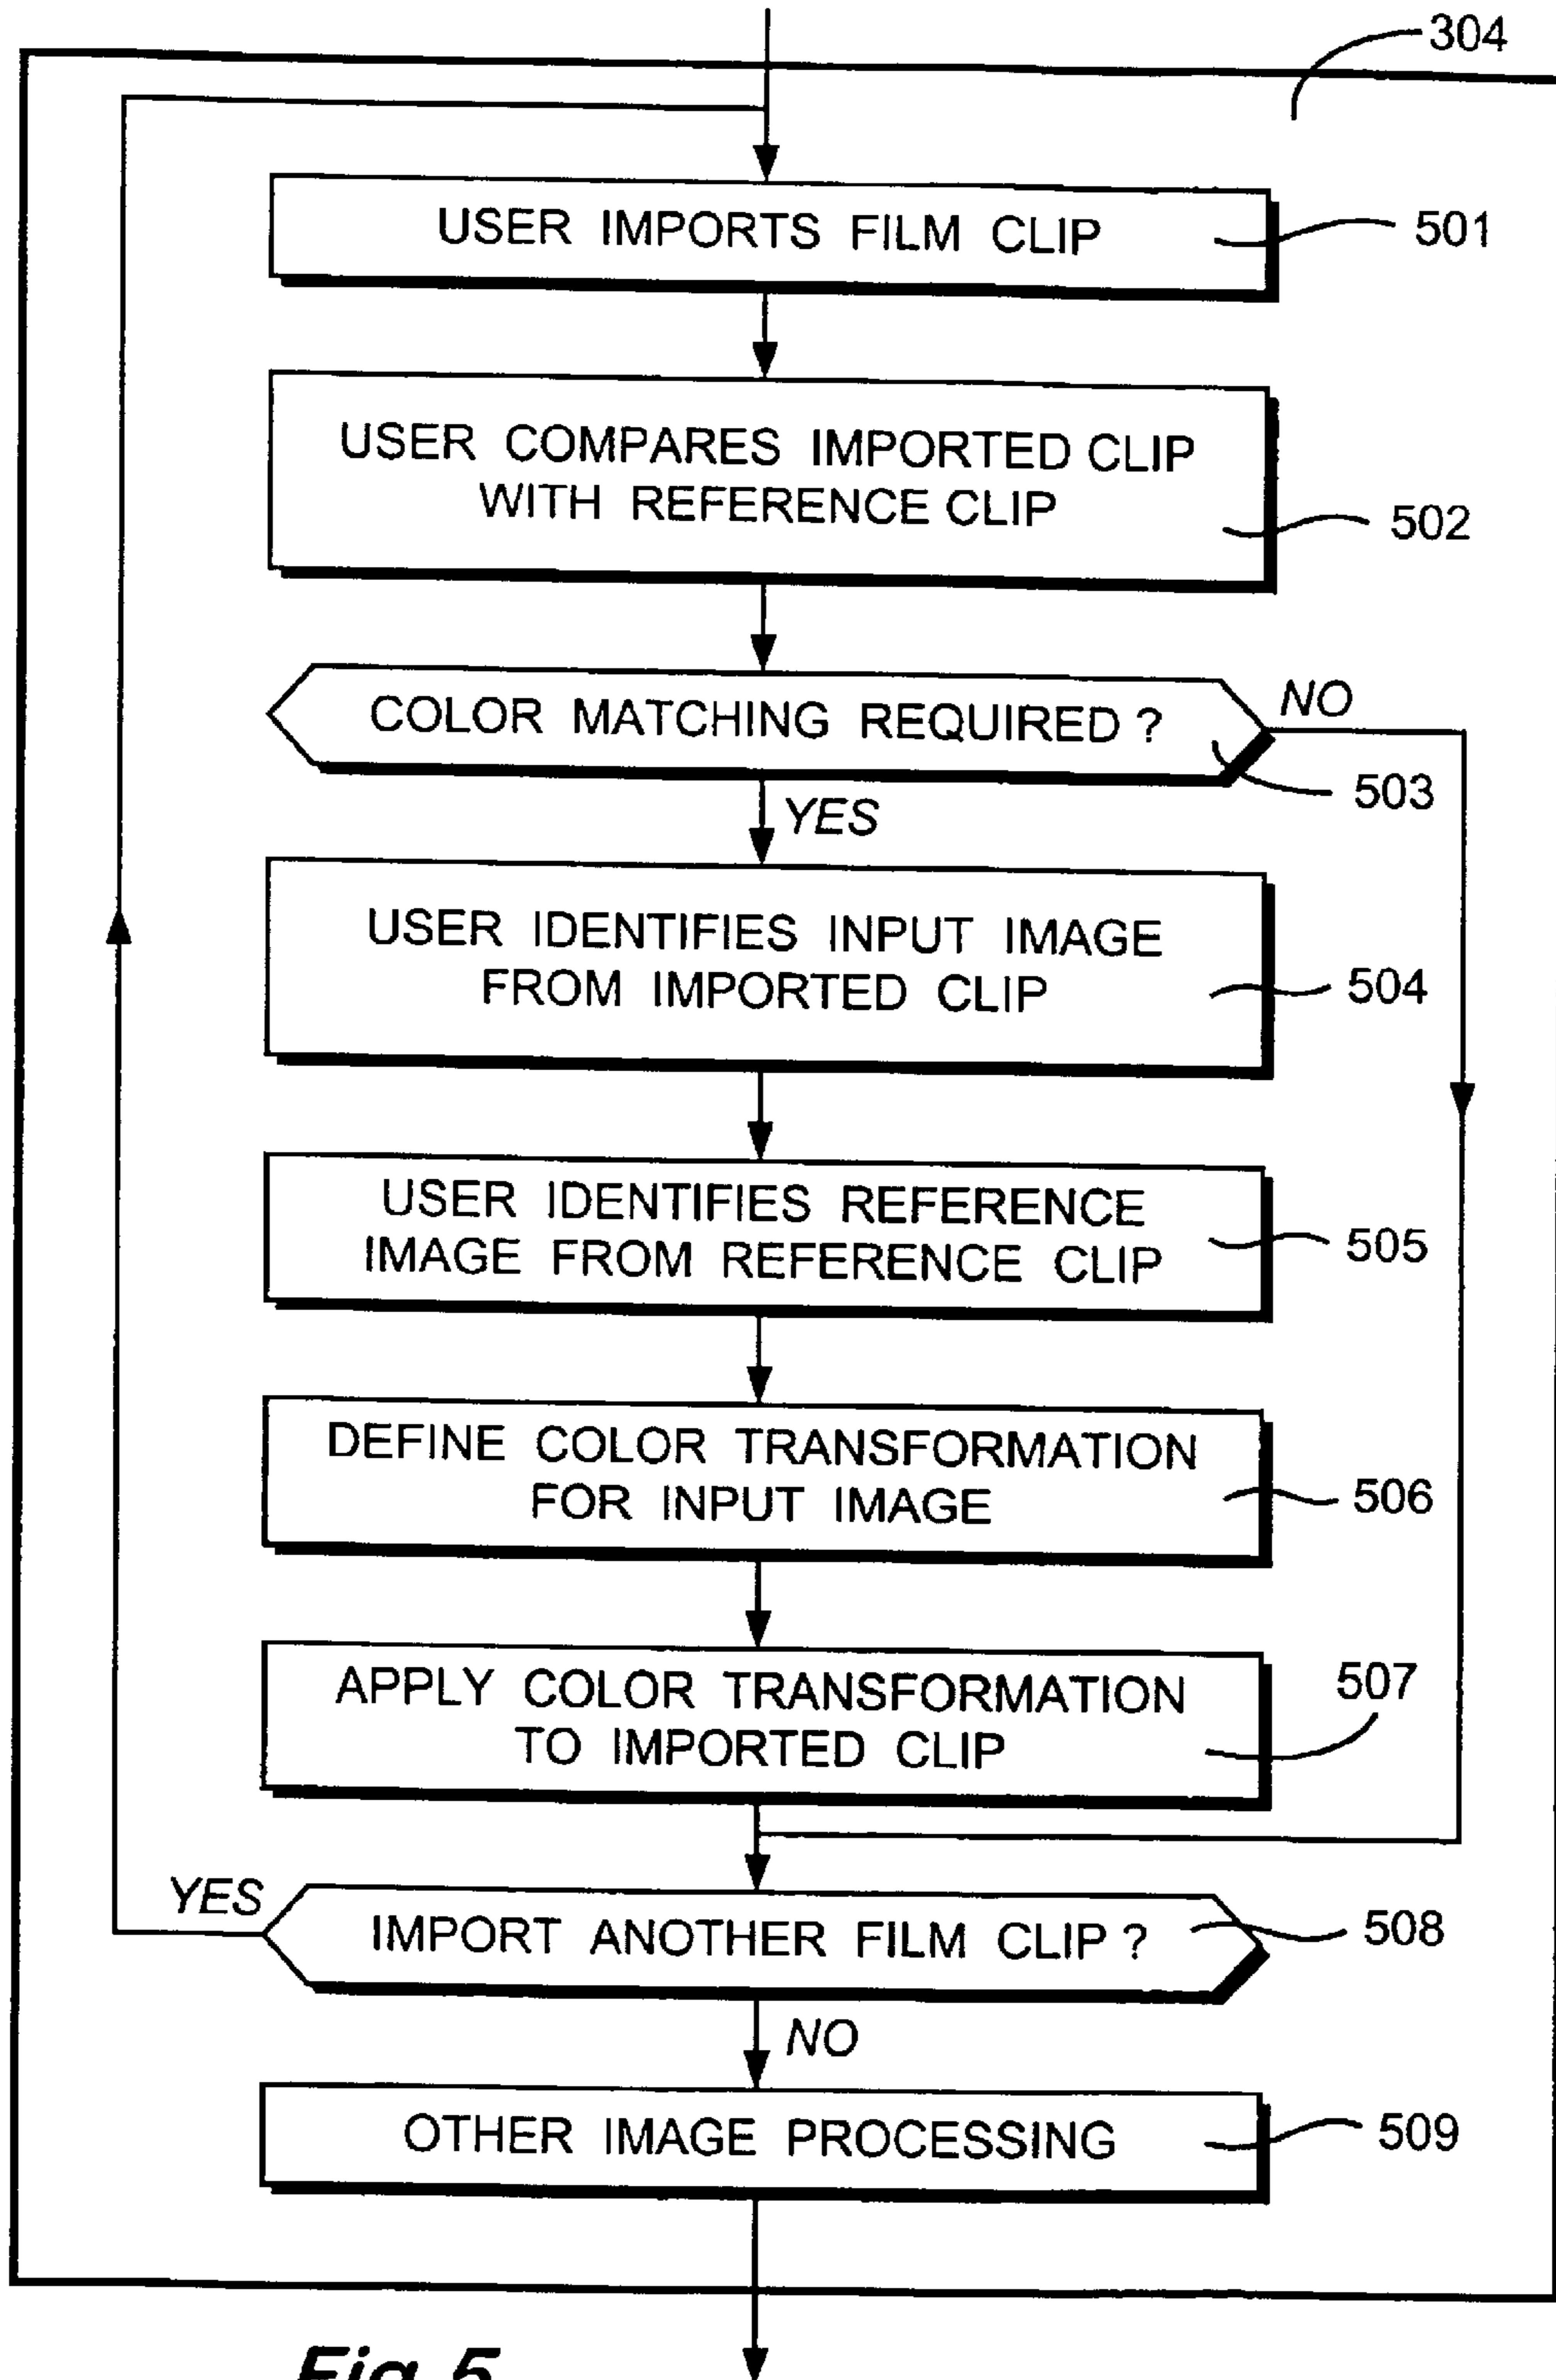 304
USER IMPORTS FILM CLIP
501
USER COMPARES IMPORTED CLIP
WITH REFERENCE CLIP
502
COLOR MATCHING REQUIRED ?
NO
503
YES
USER IDENTIFIES INPUT IMAGE
FROM IMPORTED CLIP
504
USER IDENTIFIES REFERENCE
IMAGE FROM REFERENCE CLIP
505
DEFINE COLOR TRANSFORMATION
FOR INPUT IMAGE
506
APPLY COLOR TRANSFORMATION
TO IMPORTED CLIP
507
YES
IMPORT ANOTHER FILM CLIP ?
508
NO
OTHER IMAGE PROCESSING
509
Fig 5